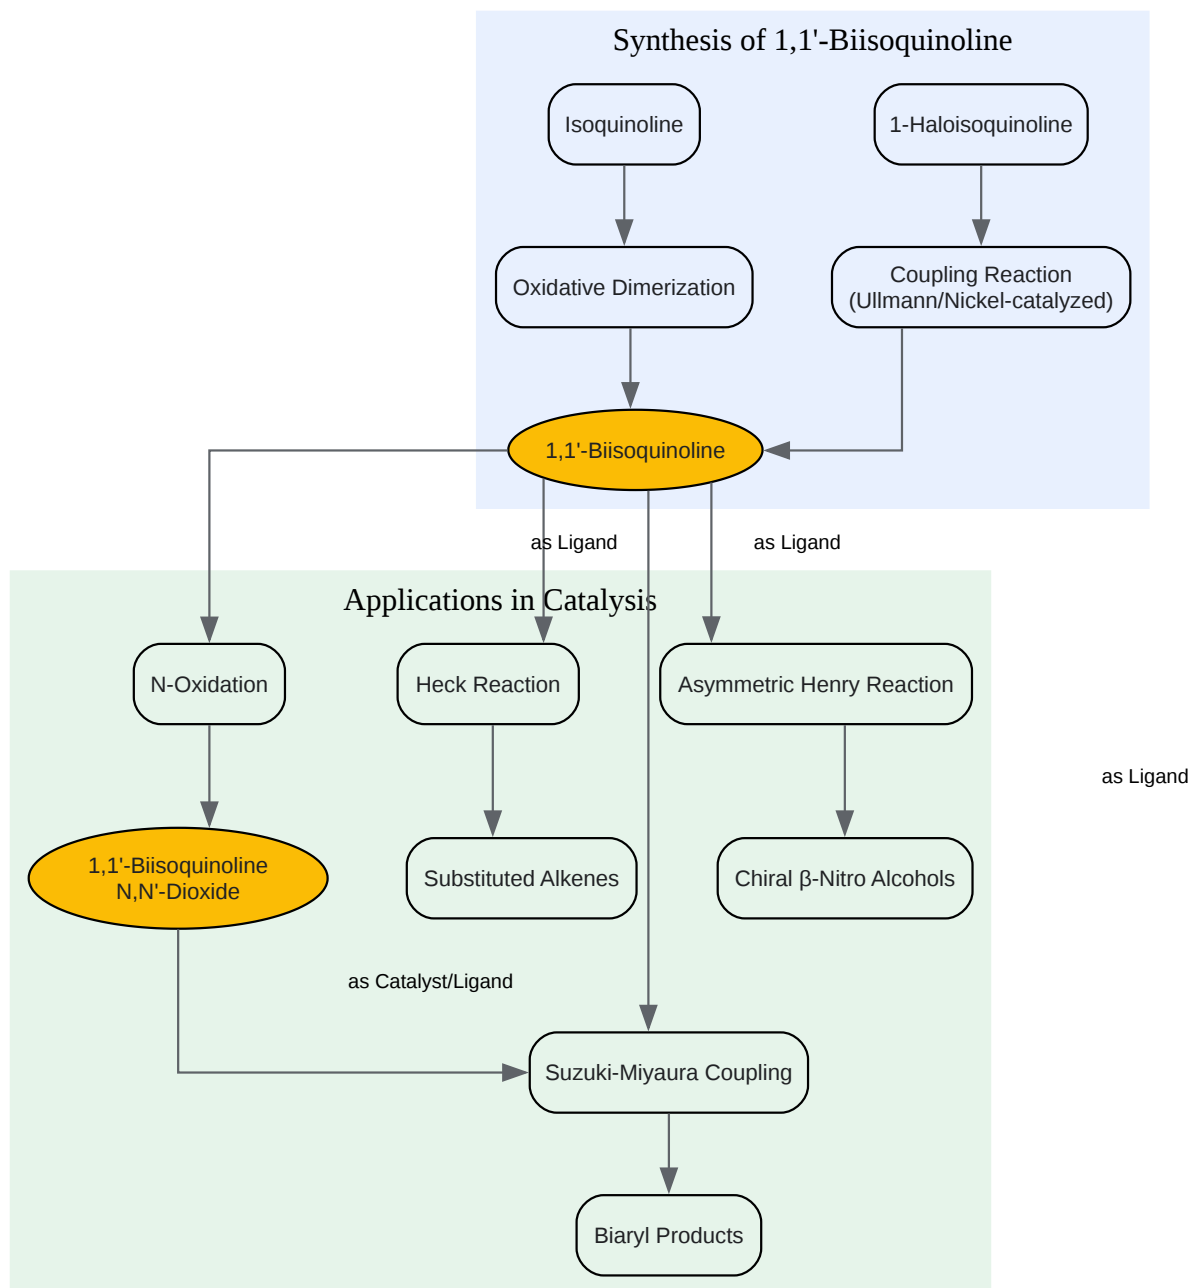 Synthesis of 1,1'-Biisoquinoline
Isoquinoline
1-Haloisoquinoline
Oxidative Dimerization
Coupling Reaction
(Ullmann/Nickel-catalyzed)
1,1'-Biisoquinoline
as Ligand
as Ligand
Applications in Catalysis
N-Oxidation
Heck Reaction
Asymmetric Henry Reaction
as Ligand
1,1'-Biisoquinoline
N,N'-Dioxide
Substituted Alkenes
Chiral β-Nitro Alcohols
as Catalyst/Ligand
Suzuki-Miyaura Coupling
Biaryl Products